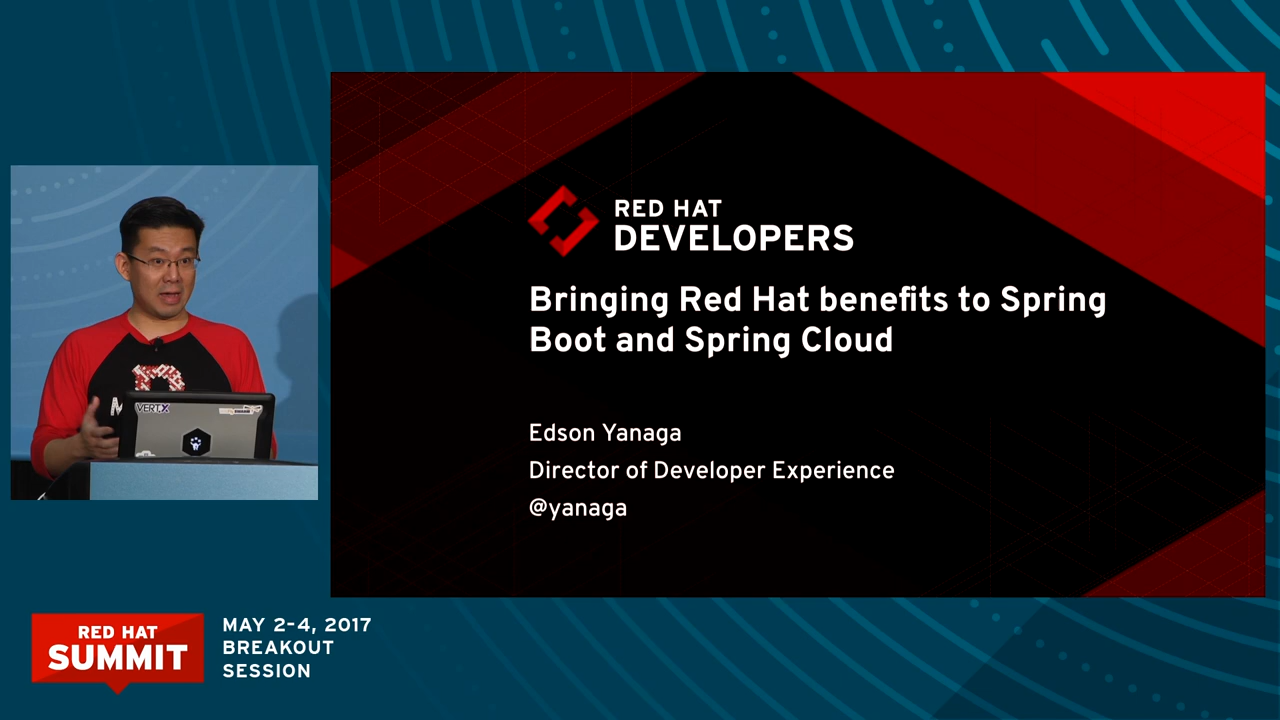 RED HAT
DEVELOPERS
Bringing Red Hat benefits to Spring
Boot and Spring Cloud
Edson Yanaga
Director of Developer Experience
@yanaga
VERT.X
M
RED HAT
SUMMIT
MAY 2-4, 2017
BREAKOUT
SESSION